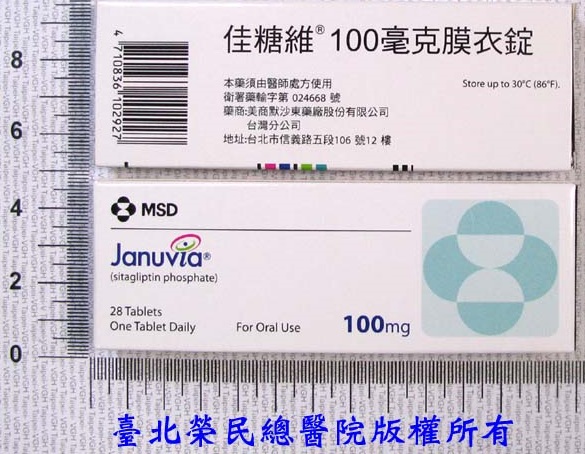 佳糖維® 100毫克膜衣錠
本藥須由醫師處方使用
Store up to 30°C (86°F).
衛署藥輸字第 024668 號
藥商:美商默沙東藥廠股份有限公司
台灣分公司
地址:台北市信義路五段106 號12 樓
4 710836 102927
MSD
Januvia®
(sitagliptin phosphate)
28 Tablets
One Tablet Daily
For Oral Use
100mg
8
6
4
2
0
臺北榮民總醫院版權所有